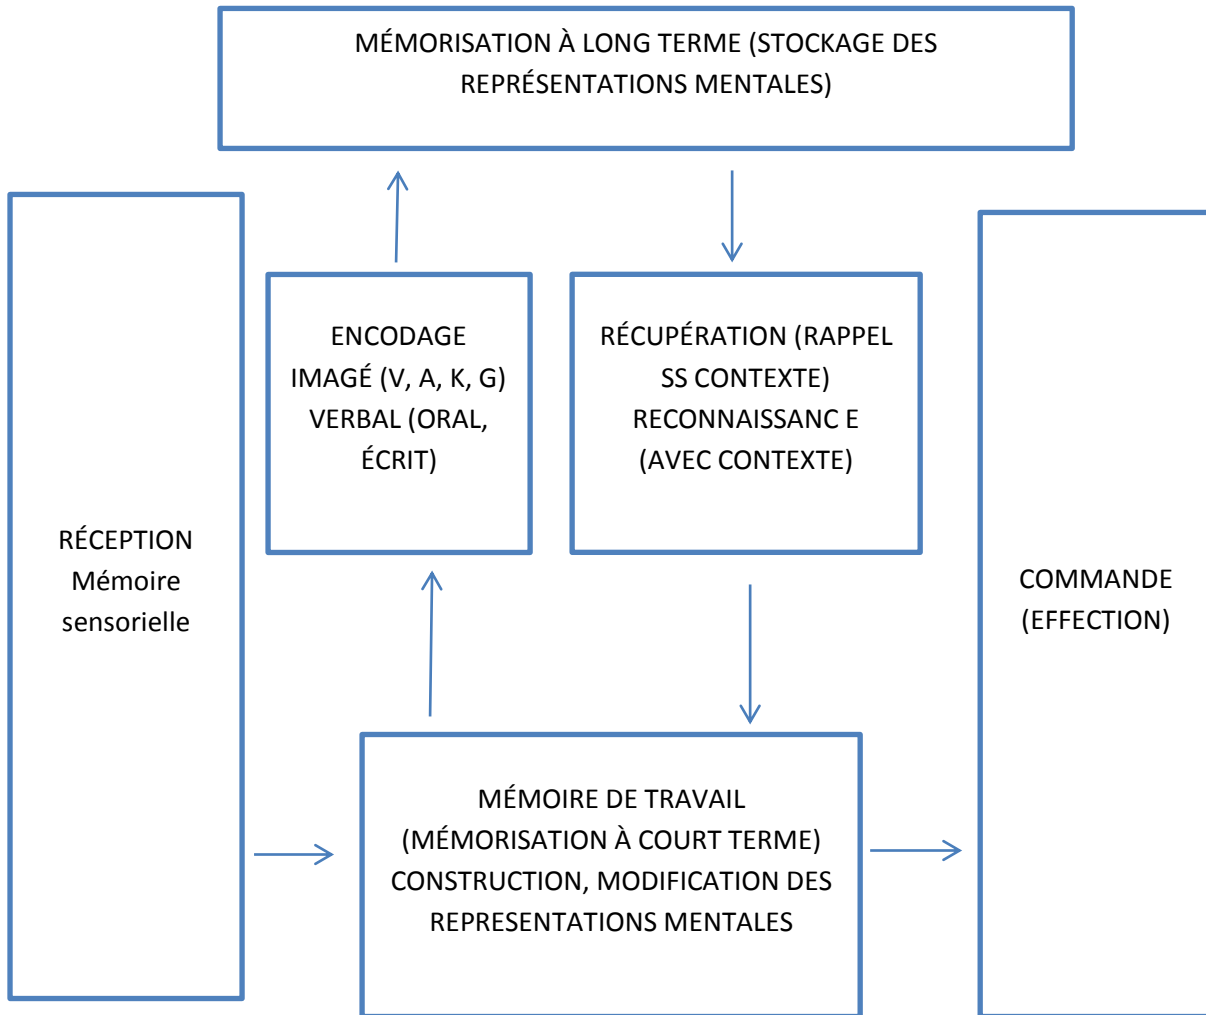 MÉMORISATION À LONG TERME (STOCKAGE DES
REPRÉSENTATIONS MENTALES)
ENCODAGE
IMAGÉ (V, A, K, G)
VERBAL (ORAL,
ÉCRIT)
RÉCUPÉRATION (RAPPEL
SS CONTEXTE)
RECONNAISSANC E
(AVEC CONTEXTE)
RÉCEPTION
Mémoire
sensorielle
COMMANDE
(EFFECTION)
MÉMOIRE DE TRAVAIL
(MÉMORISATION À COURT TERME)
CONSTRUCTION, MODIFICATION DES
REPRESENTATIONS MENTALES